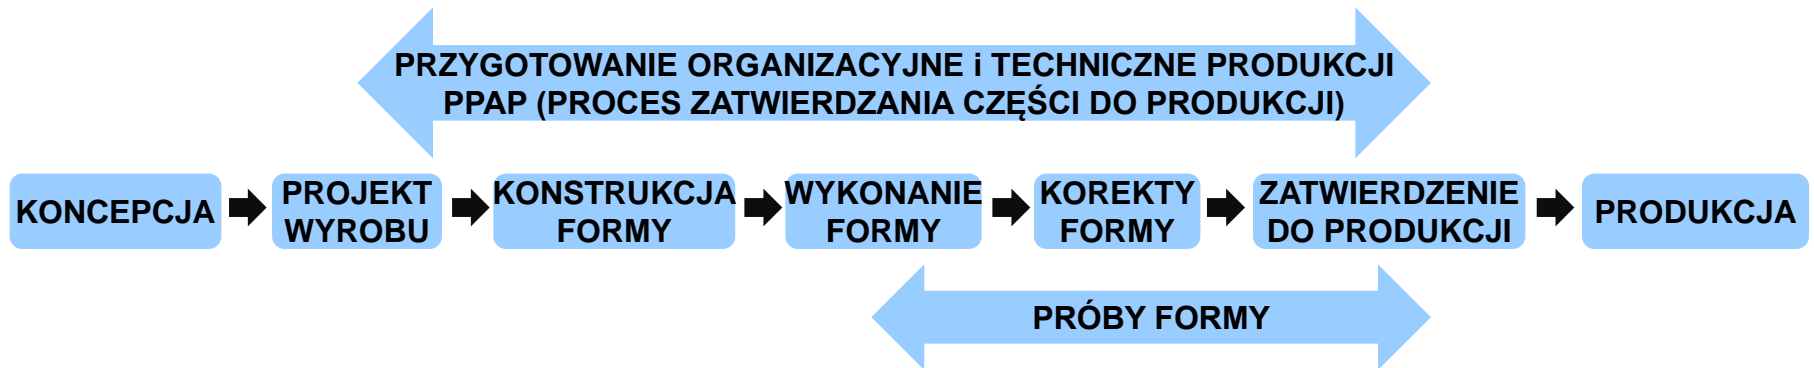 PRZYGOTOWANIE ORGANIZACYJNE i TECHNICZNE PRODUKCJI
PPAP (PROCES ZATWIERDZANIA CZĘŚCI DO PRODUKCJI)
KONCEPCJA
PROJEKT
WYROBU
KONSTRUKCJA
FORMY
WYKONANIE
FORMY
KOREKTY
FORMY
ZATWIERDZENIE
DO PRODUKCJI
PRODUKCJA
PRÓBY FORMY